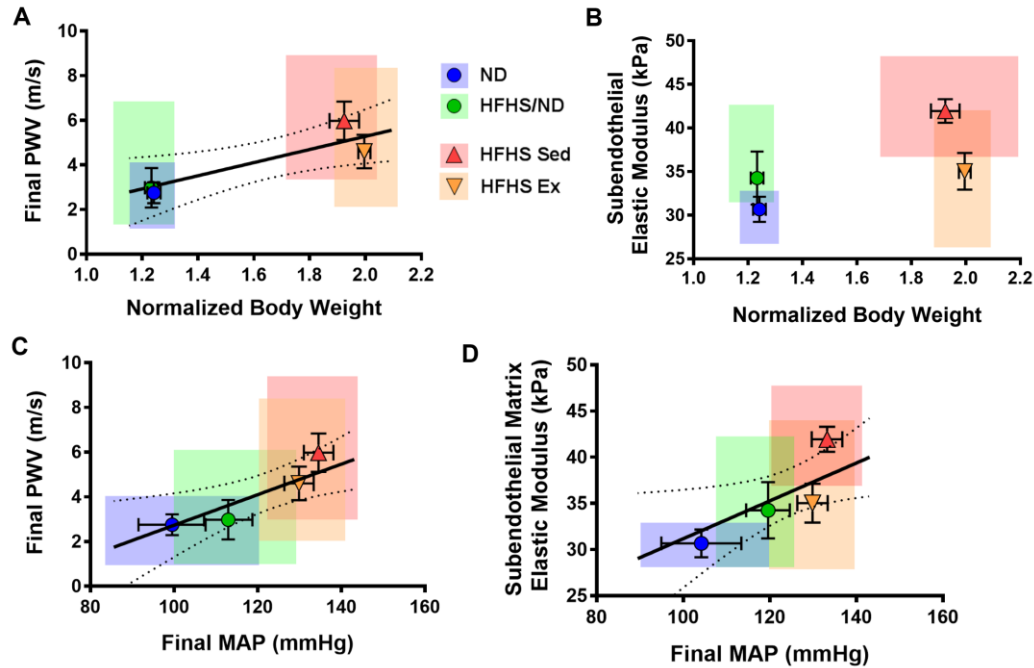 A
Final PWV (m/s)
10
8
6
4
2
0
1.0 1.2 1.4 1.6 1.8 2.0 2.2
Normalized Body Weight
ND
HFHS/ND
HFHS Sed
HFHS Ex
B
Subendothelial
Elastic Modulus (kPa)
50
45
40
35
30
25
1.0 1.2 1.4 1.6 1.8 2.0 2.2
Normalized Body Weight
C
Final PWV (m/s)
10
8
6
4
2
0
80 100 120 140 160
Final MAP (mmHg)
D
Subendothelial Matrix
Elastic Modulus (kPa)
50
45
40
35
30
25
80 100 120 140 160
Final MAP (mmHg)